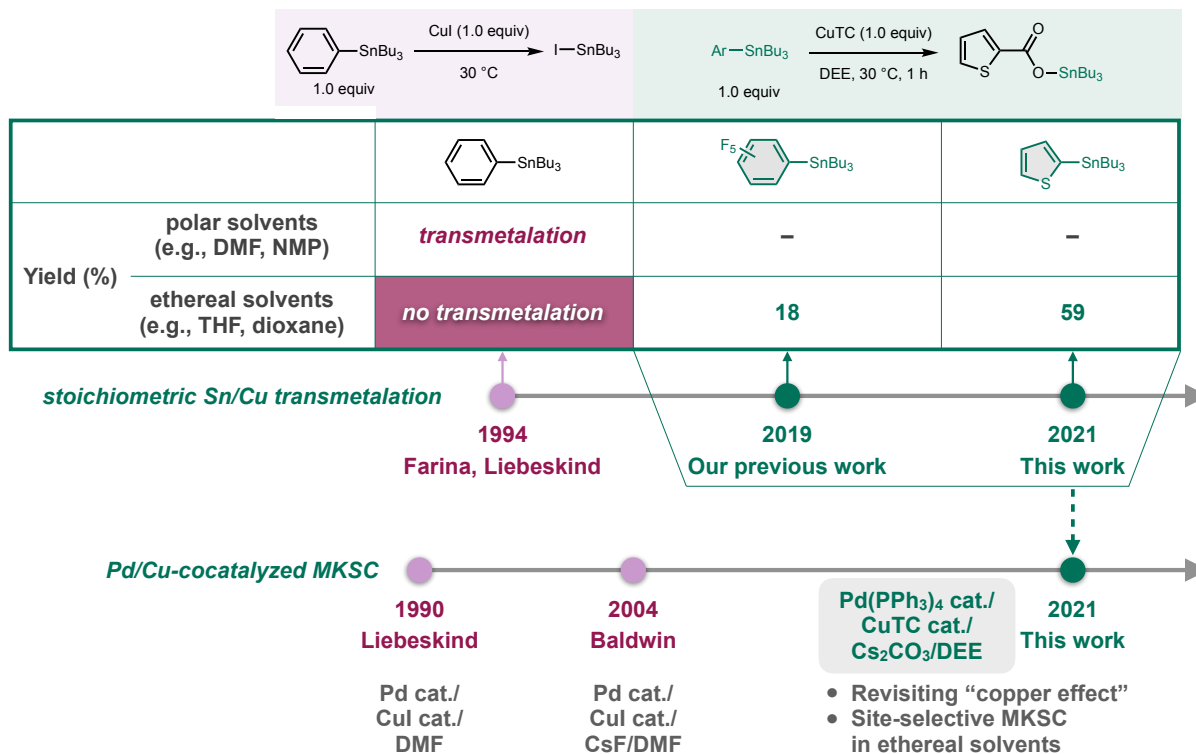 CuI (1.0 equiv)
SnBu3
I–SnBu3
30 °C
1.0 equiv
CuTC (1.0 equiv)
Ar–SnBu3
DEE, 30 °C, 1 h
1.0 equiv
S
O
O
SnBu3
SnBu3
F5
SnBu3
S
SnBu3
Yield (%)
polar solvents
(e.g., DMF, NMP)
transmetalation
–
–
ethereal solvents
(e.g., THF, dioxane)
no transmetalation
18
59
stoichiometric Sn/Cu transmetalation
1994
Farina, Liebeskind
2019
Our previous work
2021
This work
Pd/Cu-cocatalyzed MKSC
1990
Liebeskind
Pd cat./
CuI cat./
DMF
2004
Baldwin
Pd cat./
CuI cat./
CsF/DMF
Pd(PPh3)4 cat./
CuTC cat./
Cs2CO3/DEE
2021
This work
• Revisiting “copper effect”
• Site-selective MKSC
in ethereal solvents